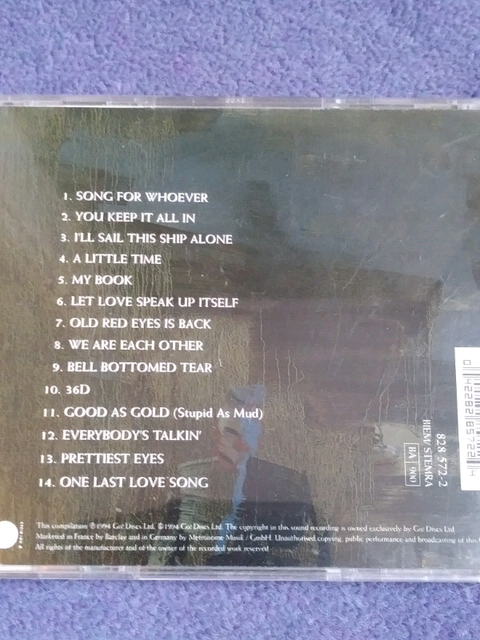 1. SONG FOR WHOEVER
2. YOU KEEP IT ALL IN
3. I'LL SAIL THIS SHIP ALONE
4. A LITTLE TIME
5. MY BOOK
6. LET LOVE SPEAK UP ITSELF
7. OLD RED EYES IS BACK
8. WE ARE EACH OTHER
9. BELL BOTTOMED TEAR
10. 36D
11. GOOD AS GOLD (Stupid As Mud)
12. EVERYBODY'S TALKIN'
13. PRETTIEST EYES
14. ONE LAST LOVE SONG
828 572-2
BIEM/ STEMRA
BA 900
This compilation ℗1994 Go! Discs Ltd. ©1994 Go! Discs Ltd. The copyright in this sound recording is owned exclusively by Go! Discs Ltd
Marketed in France by Barclay and in Germany by Metronome Musik / GmbH. Unauthorised copying, public performance and broadcasting of this
All rights of the manufacturer and of the owner of the recorded work reserved